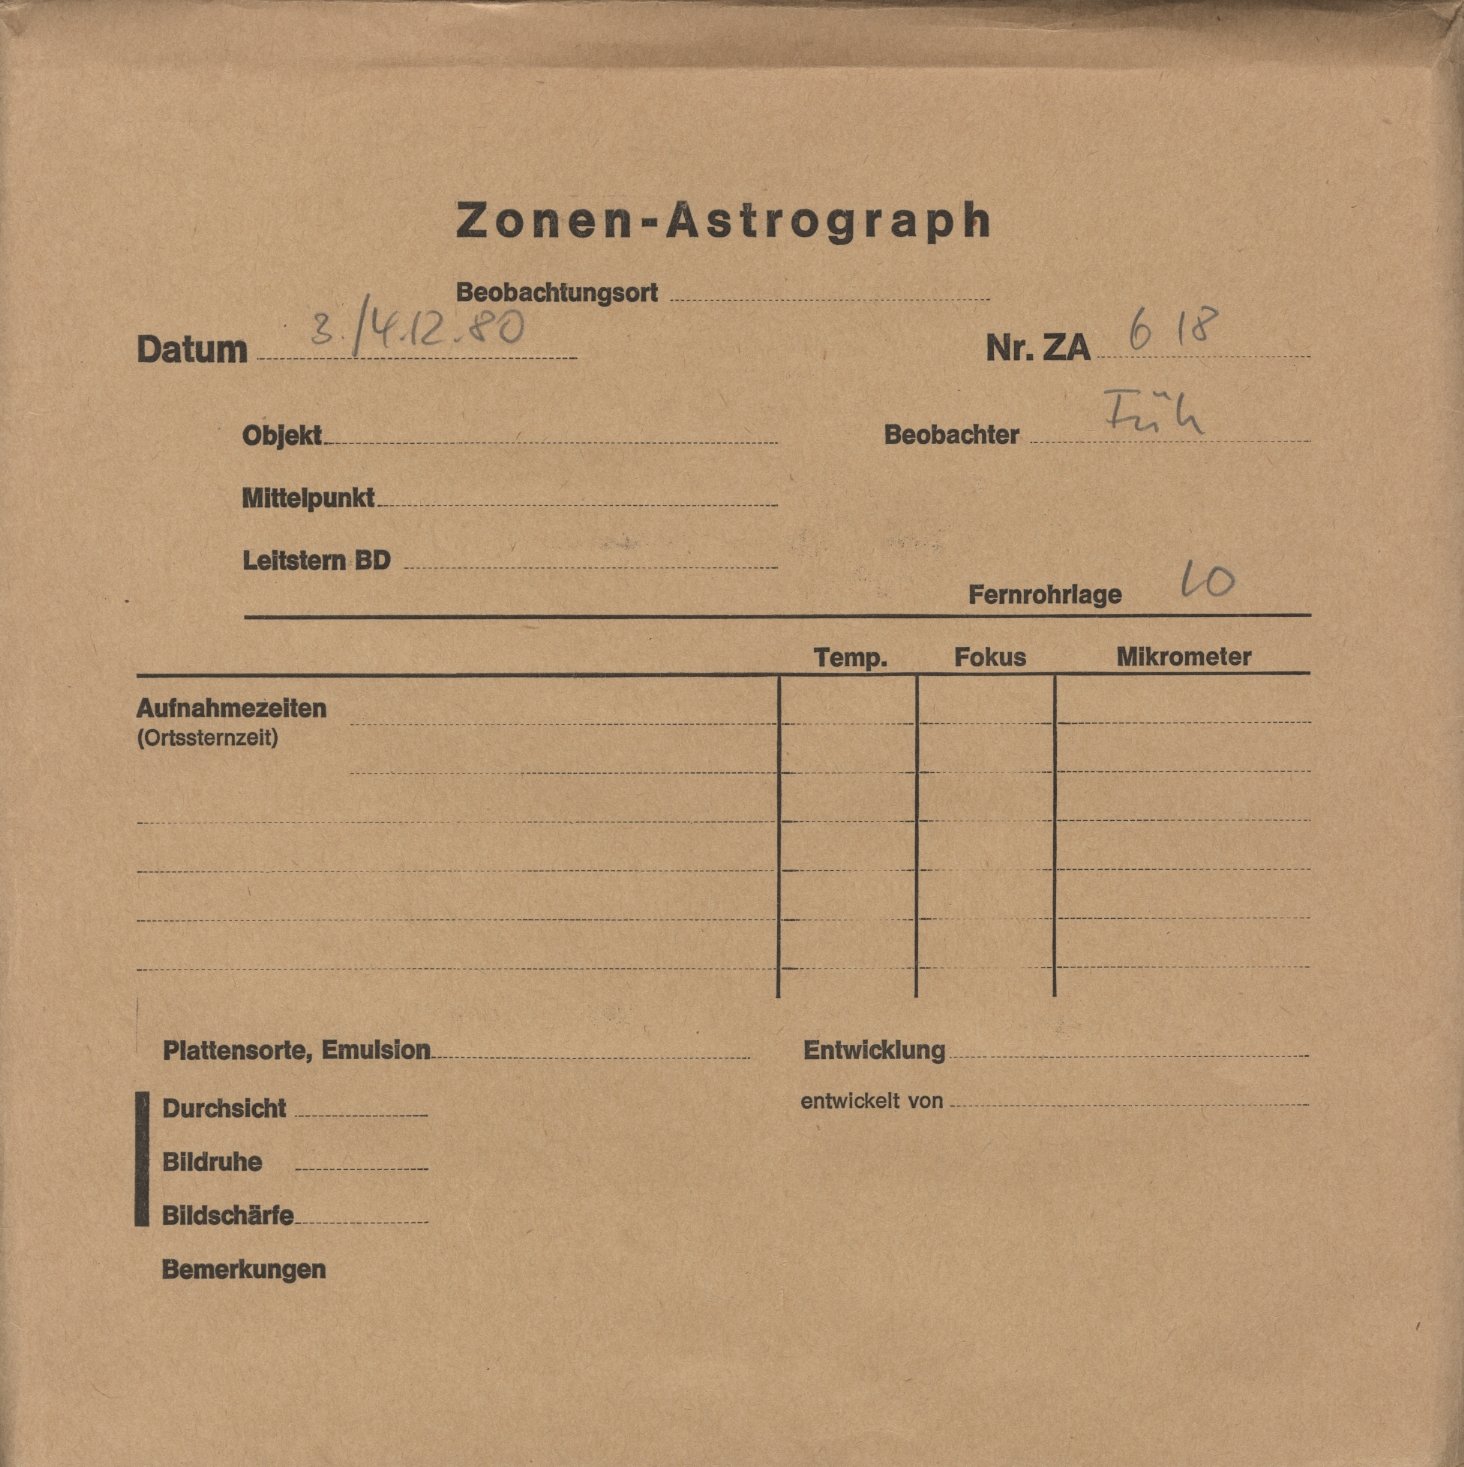 Zonen-Astrograph
Beobachtungsort
Datum 3./4.12.80 Nr. ZA 618
Objekt Beobachter Füh
Mittelpunkt
Leitstern BD
Fernrohrlage
Temp. Fokus Mikrometer
Aufnahmezeiten
(Ortssternzeit)
Plattensorte, Emulsion Entwicklung
Durchsicht entwickelt von
Bildruhe
Bildschärfe
Bemerkungen